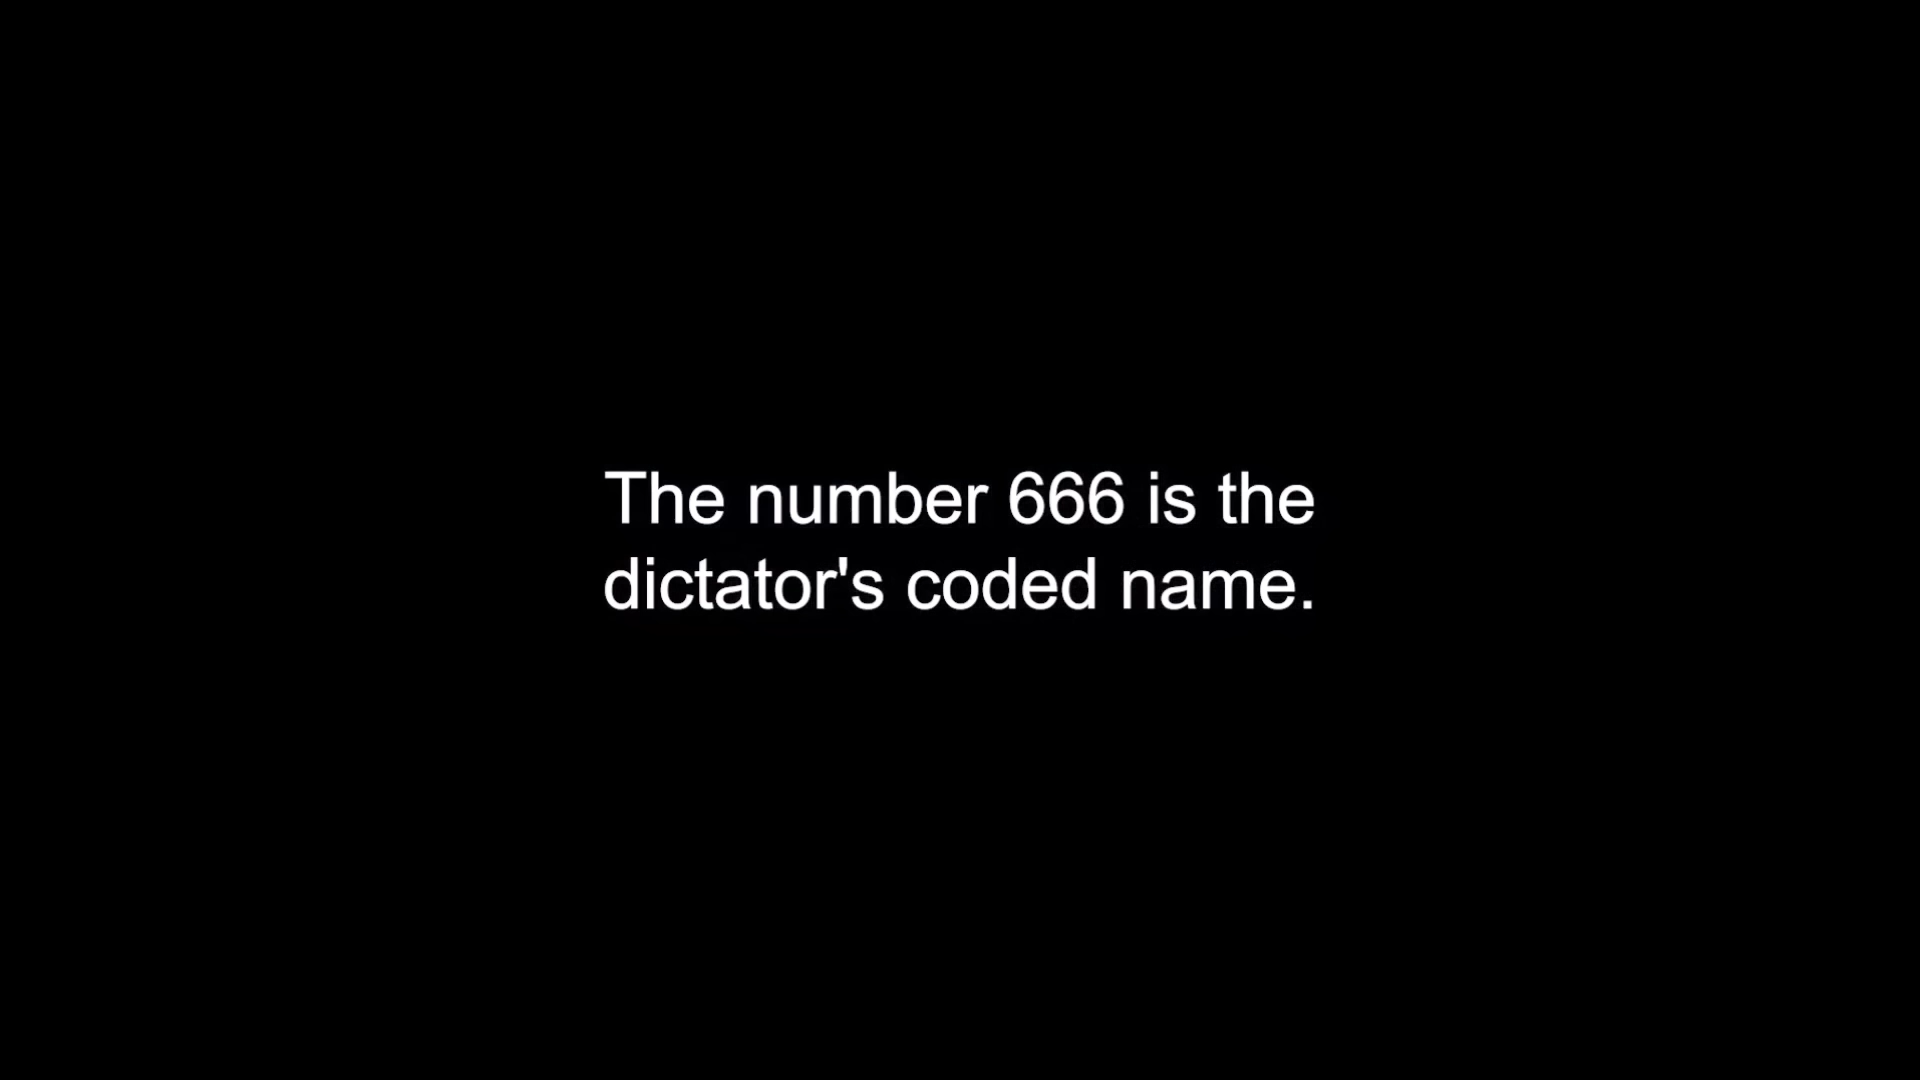 The number 666 is the
dictator's coded name.